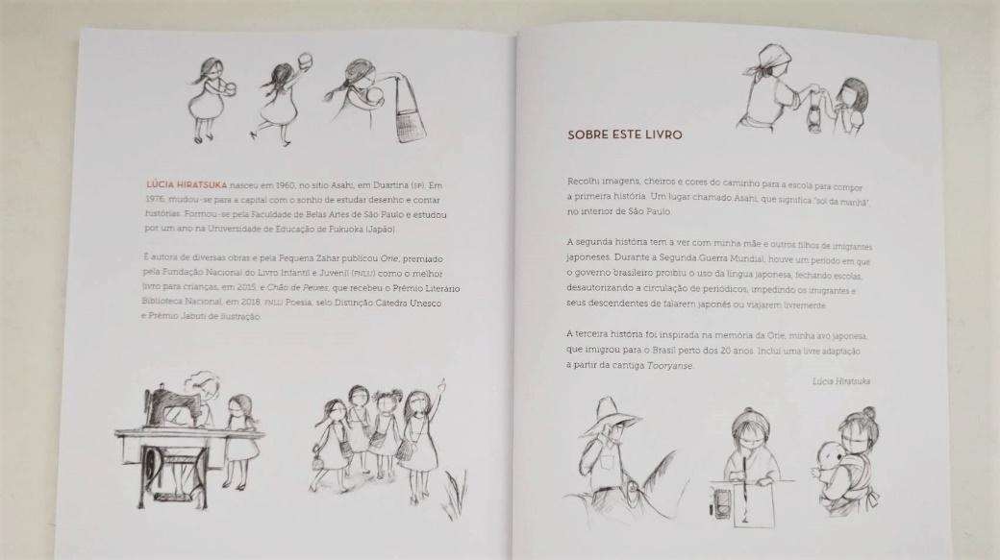 LÚCIA HIRATSUKA nasceu em 1960, no sítio Asahi, em Duartina (SP). Em
1976, mudou-se para a capital com o sonho de estudar desenho e contar
histórias. Formou-se pela Faculdade de Belas Artes de São Paulo e estudou
por um ano na Universidade de Educação de Fukuoka (Japão).
É autora de diversas obras e pela Pequena Zahar publicou Orie, premiado
pela Fundação Nacional do Livro Infantil e Juvenil (FNLIJ) como o melhor
livro para crianças, em 2015, e Chão de Peixes, que recebeu o Prêmio Literário
Biblioteca Nacional, em 2018, FNLIJ Poesia, selo Distinção Cátedra Unesco
e Prêmio Jabuti de Ilustração.
SOBRE ESTE LIVRO
Recolhi imagens, cheiros e cores do caminho para a escola para compor
a primeira história. Um lugar chamado Asahi, que significa "sol da manhã",
no interior de São Paulo.
A segunda história tem a ver com minha mãe e outros filhos de imigrantes
japoneses. Durante a Segunda Guerra Mundial, houve um período em que
o governo brasileiro proibiu o uso da língua japonesa, fechando escolas,
desautorizando a circulação de periódicos, impedindo os imigrantes e
seus descendentes de falarem japonês ou viajarem livremente.
A terceira história foi inspirada na memória da Orie, minha avó japonesa,
que imigrou para o Brasil perto dos 20 anos. Inclui uma livre adaptação
a partir da cantiga Tooryanse.
Lúcia Hiratsuka